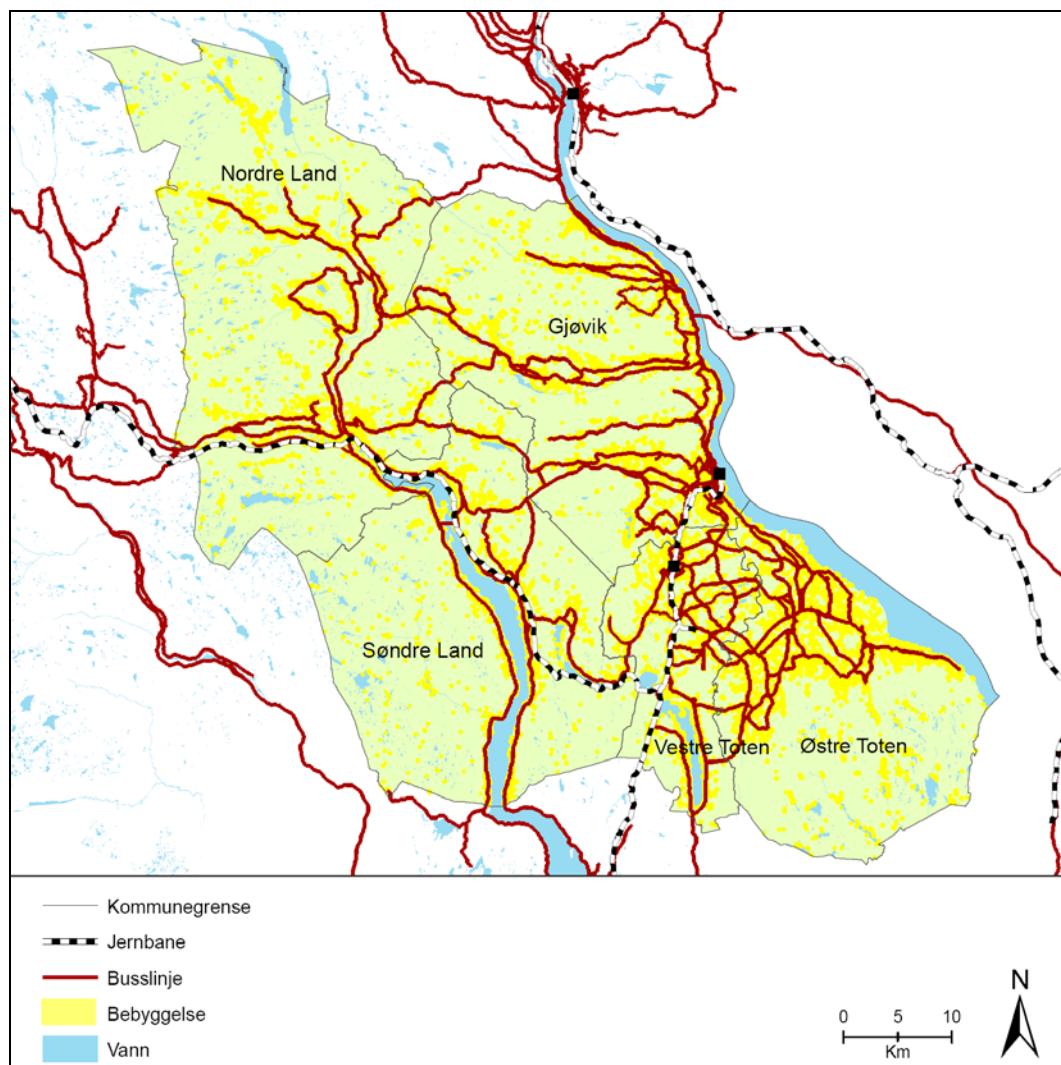 Nordre Land
Gjøvik
Søndre Land
Vestre Toten
Østre Toten
Kommunegrense
Jernbane
Busslinje
Bebyggelse
Vann
0 5 10
Km
N